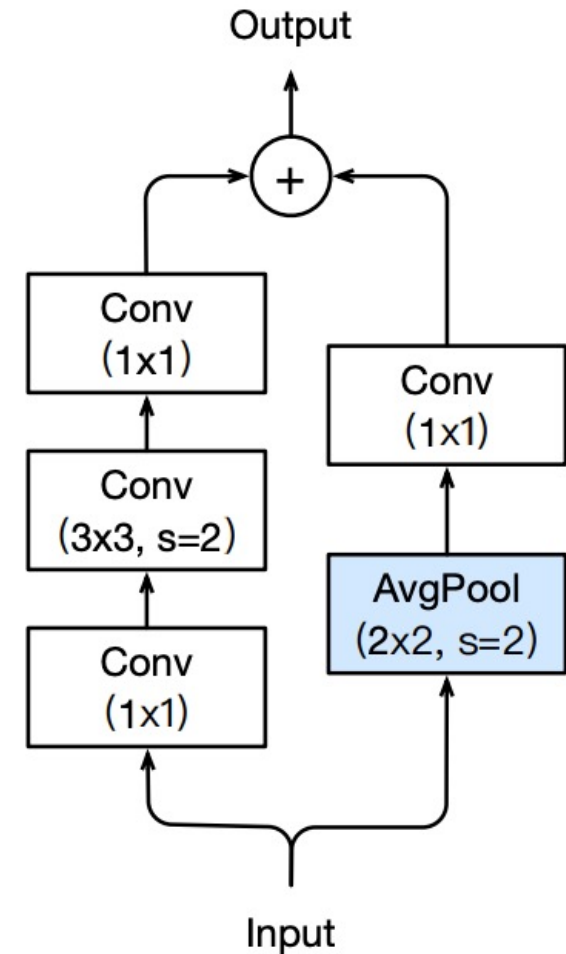 Output
+
Conv
(1x1)
Conv
(3x3, s=2)
Conv
(1x1)
Conv
(1x1)
AvgPool
(2x2, s=2)
Input